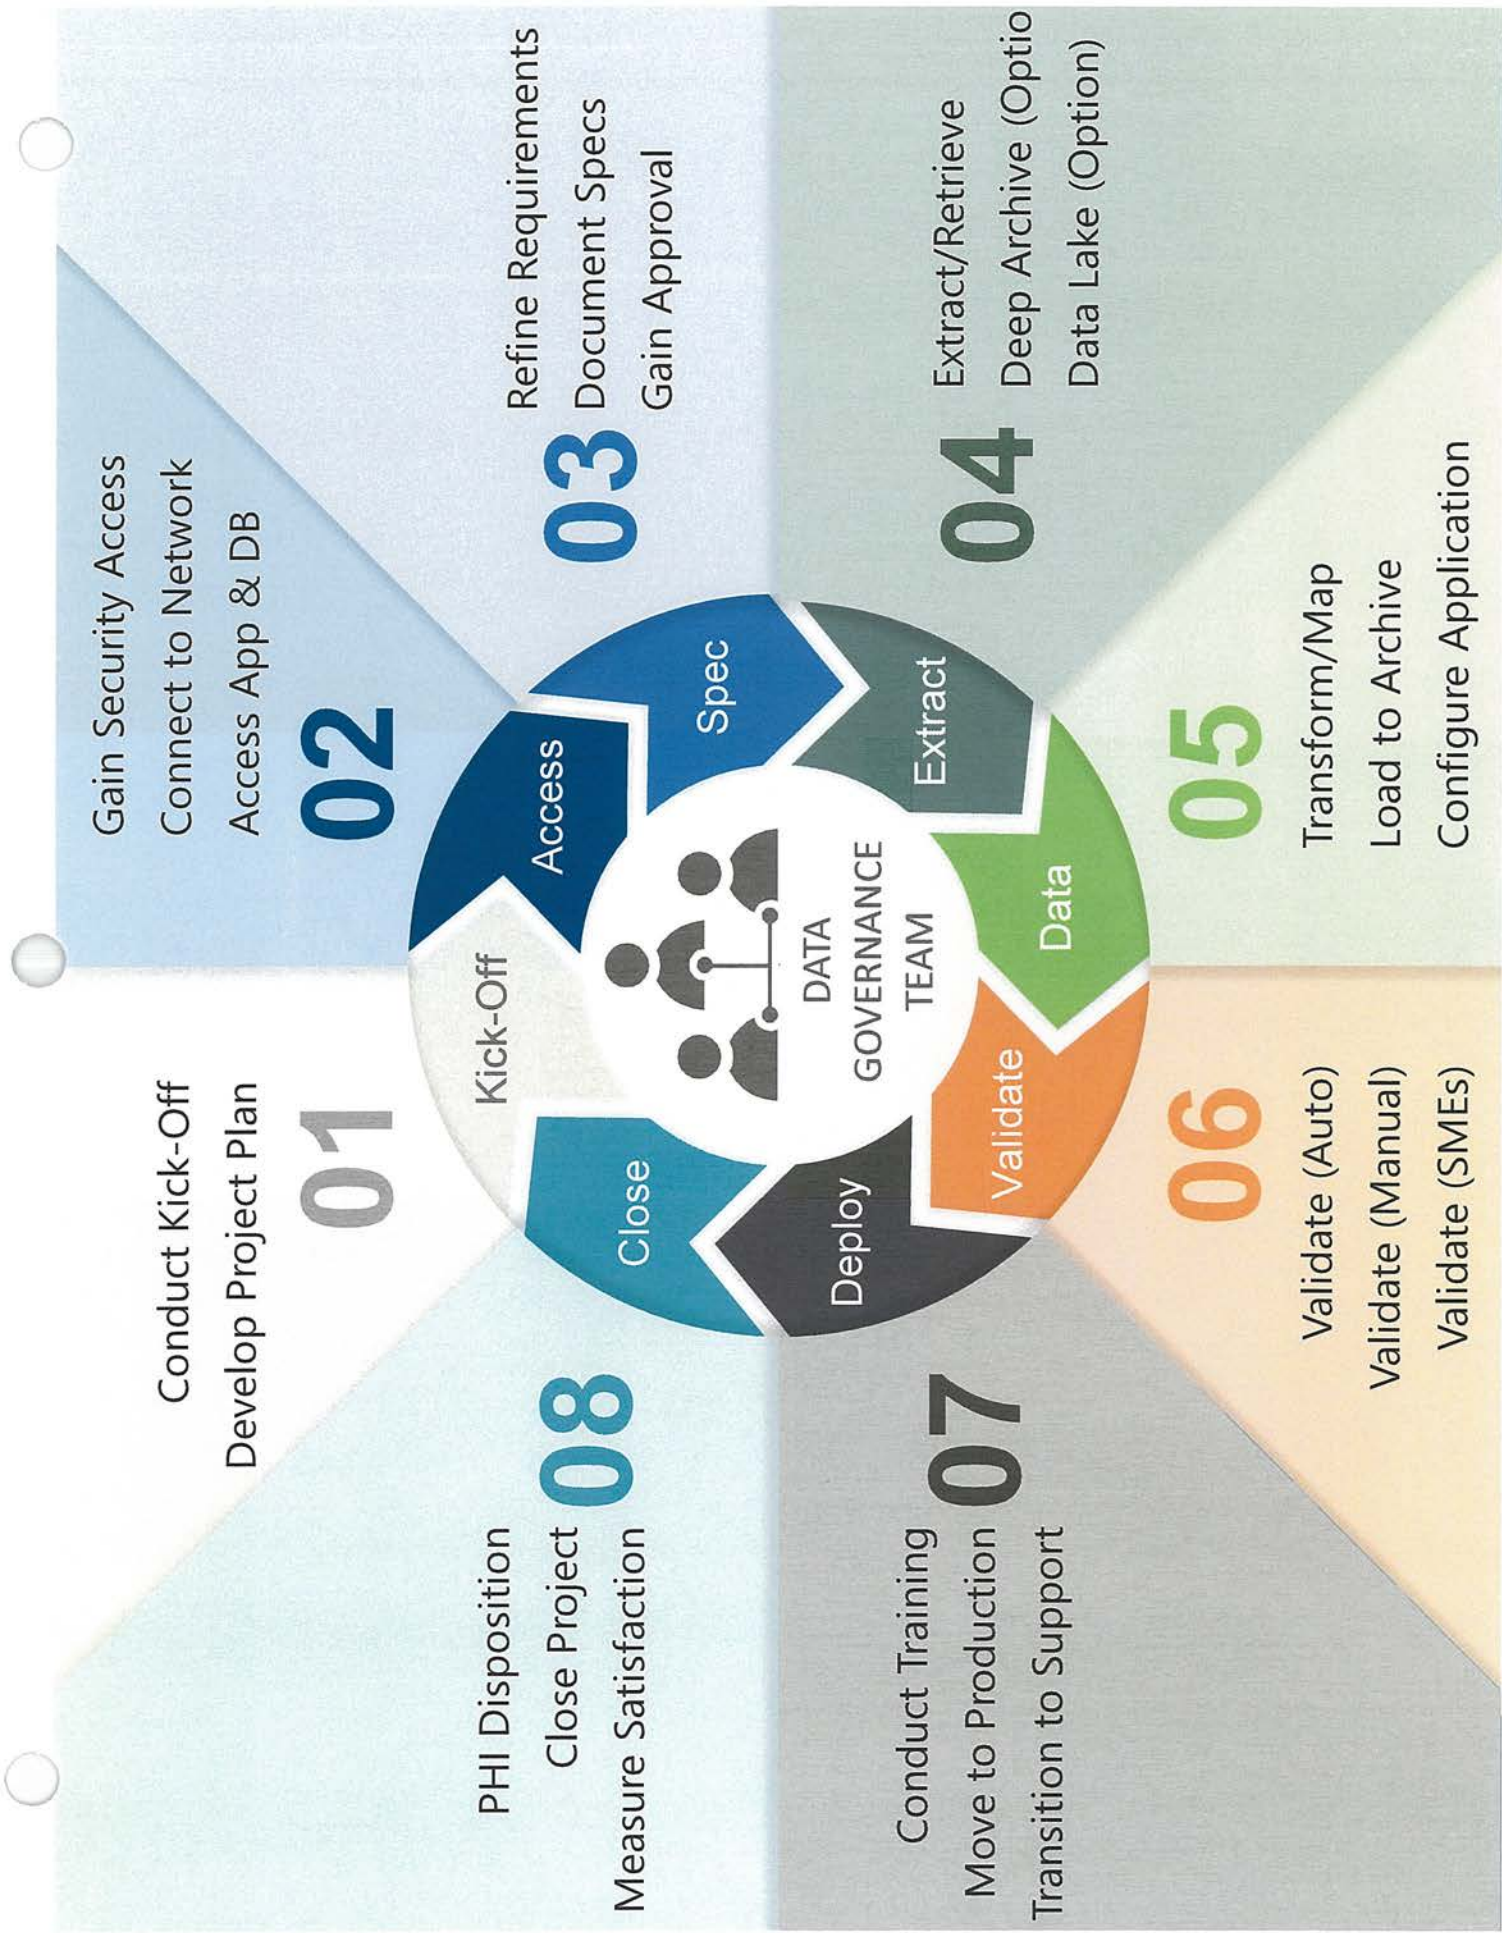 Conduct Kick-Off
Develop Project Plan
01
Gain Security Access
Connect to Network
Access App & DB
02
Refine Requirements
Document Specs
Gain Approval
03
Extract/Retrieve
Deep Archive (Optio
Data Lake (Option)
04
05
Transform/Map
Load to Archive
Configure Application
06
Validate (Auto)
Validate (Manual)
Validate (SMEs)
Conduct Training
Move to Production
Transition to Support
07
PHI Disposition
Close Project
Measure Satisfaction
08
Kick-Off
Access
Spec
Extract
Data
Validate
Deploy
Close
DATA
GOVERNANCE
TEAM